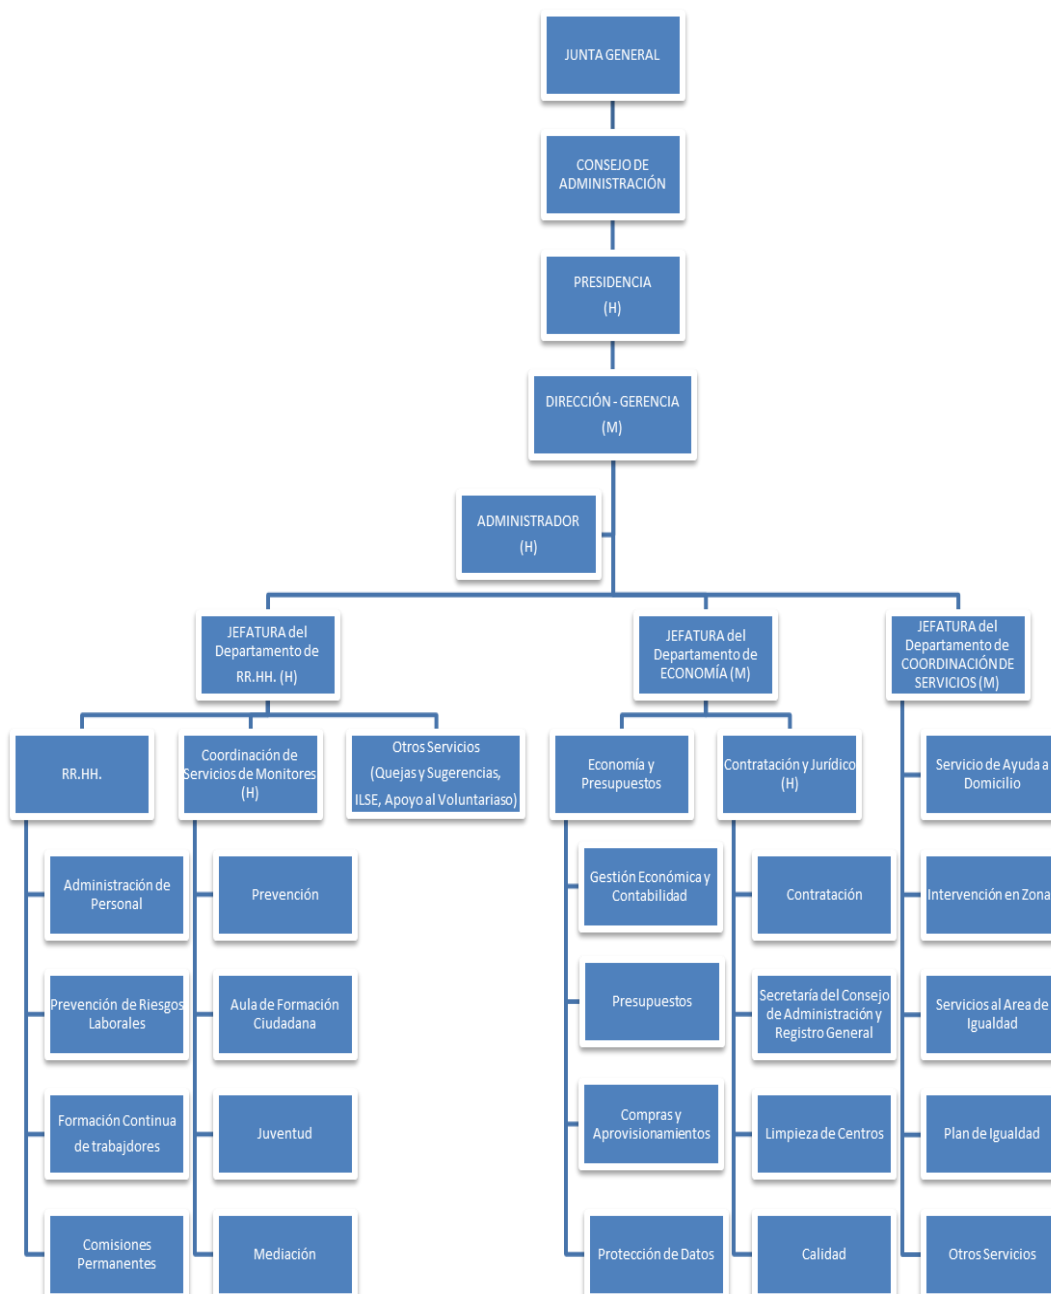 JUNTA GENERAL
CONSEJO DE
ADMINISTRACIÓN
PRESIDENCIA
(H)
DIRECCIÓN - GERENCIA
(M)
ADMINISTRADOR
(H)
JEFATURA del
Departamento de
RR.HH. (H)
JEFATURA del
Departamento de
ECONOMÍA (M)
JEFATURA del
Departamento de
COORDINACIÓN DE
SERVICIOS (M)
RR.HH.
Coordinación de
Servicios de Monitores
(H)
Otros Servicios
(Quejas y Sugerencias,
ILSE, Apoyo al Voluntariaso)
Economía y
Presupuestos
Contratación y Jurídico
(H)
Servicio de Ayuda a
Domicilio
Administración de
Personal
Prevención
Gestión Económica y
Contabilidad
Contratación
Intervención en Zona
Prevención de Riesgos
Laborales
Aula de Formación
Ciudadana
Presupuestos
Secretaría del Consejo
de Administración y
Registro General
Servicios al Area de
Igualdad
Formación Continua
de trabajdores
Juventud
Compras y
Aprovisionamientos
Limpieza de Centros
Plan de Igualdad
Comisiones
Permanentes
Mediación
Protección de Datos
Calidad
Otros Servicios